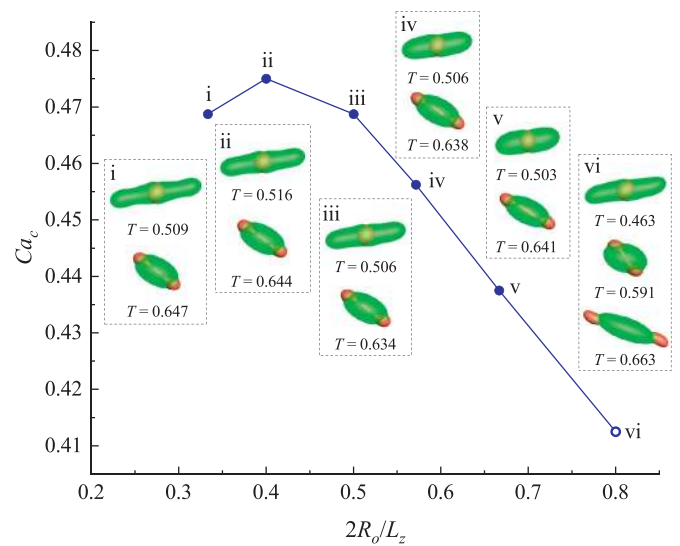 0.48
0.47
0.46
0.45
0.44
0.43
0.42
0.41
Ca_c
0.2
0.3
0.4
0.5
0.6
0.7
0.8
2R_o/L_z
i
ii
iii
iv
v
vi
i
T = 0.509
T = 0.647
ii
T = 0.516
T = 0.644
iii
T = 0.506
T = 0.634
iv
T = 0.506
T = 0.638
v
T = 0.503
T = 0.641
vi
T = 0.463
T = 0.591
T = 0.663